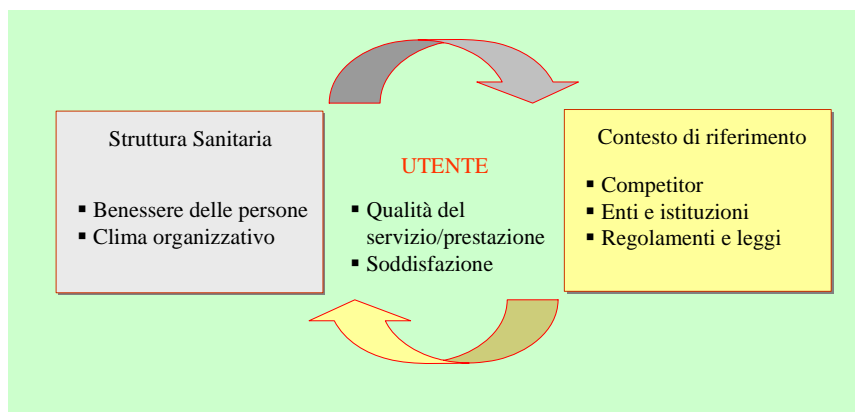 Struttura Sanitaria
▪ Benessere delle persone
▪ Clima organizzativo
UTENTE
▪ Qualità del
servizio/prestazione
▪ Soddisfazione
Contesto di riferimento
▪ Competitor
▪ Enti e istituzioni
▪ Regolamenti e leggi